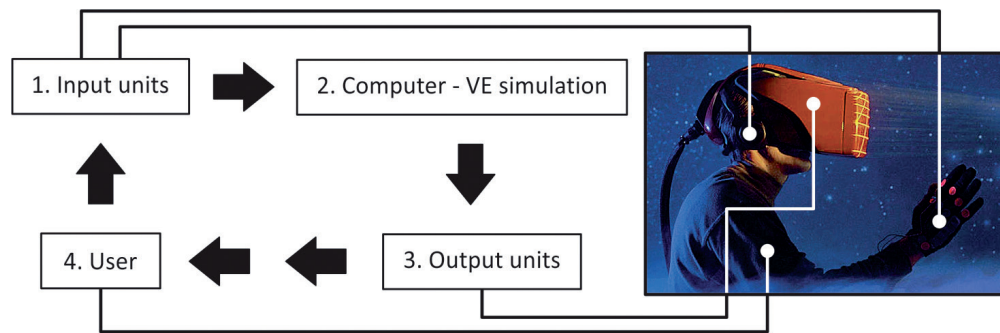 1. Input units
2. Computer - VE simulation
4. User
3. Output units